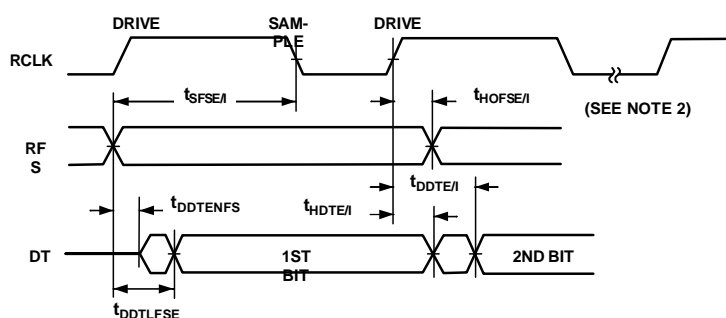 DRIVE
SAM-
PLE
DRIVE
RCLK
tSFSE/I
tHOFSE/I
(SEE NOTE 2)
RF
S
tDDTE/I
tDDTENFS
tHDTE/I
DT
1ST
BIT
2ND BIT
tDDTLFSE